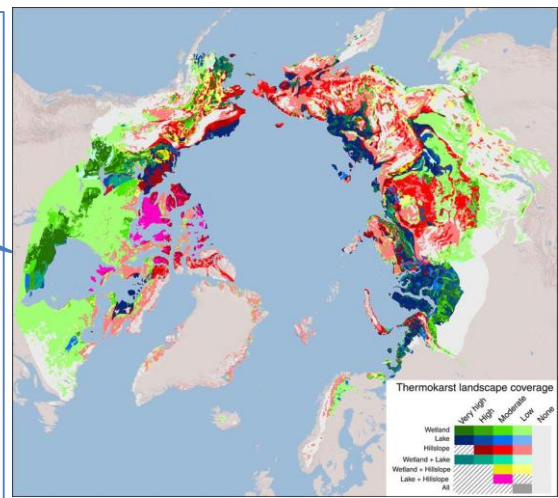 Thermokarst landscape coverage
Very high High Moderate Low None
Wetland
Lake
Hillslope
Wetland + Lake
Wetland + Hillslope
Lake + Hillslope
All